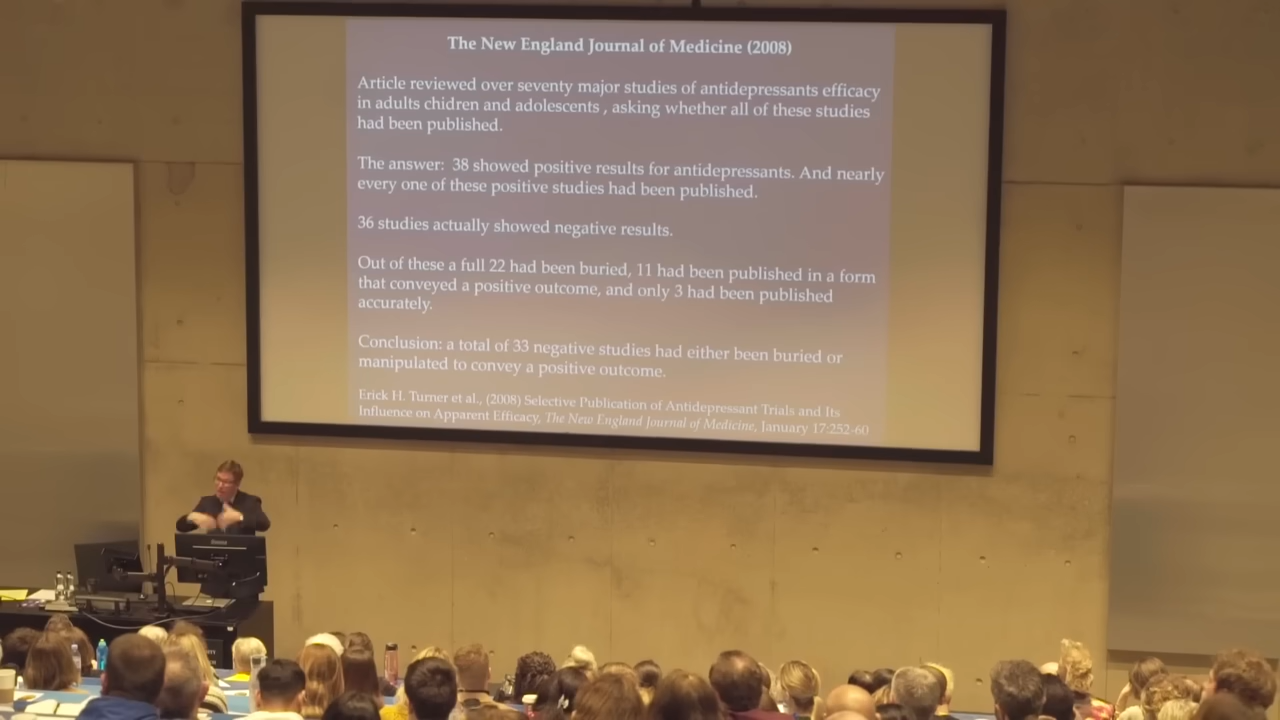 The New England Journal of Medicine (2008)
Article reviewed over seventy major studies of antidepressants efficacy
in adults chidren and adolescents , asking whether all of these studies
had been published.
The answer: 38 showed positive results for antidepressants. And nearly
every one of these positive studies had been published.
36 studies actually showed negative results.
Out of these a full 22 had been buried, 11 had been published in a form
that conveyed a positive outcome, and only 3 had been published
accurately.
Conclusion: a total of 33 negative studies had either been buried or
manipulated to convey a positive outcome.
Erick H. Turner et al., (2008) Selective Publication of Antidepressant Trials and Its
Influence on Apparent Efficacy, The New England Journal of Medicine, January 17:252-60